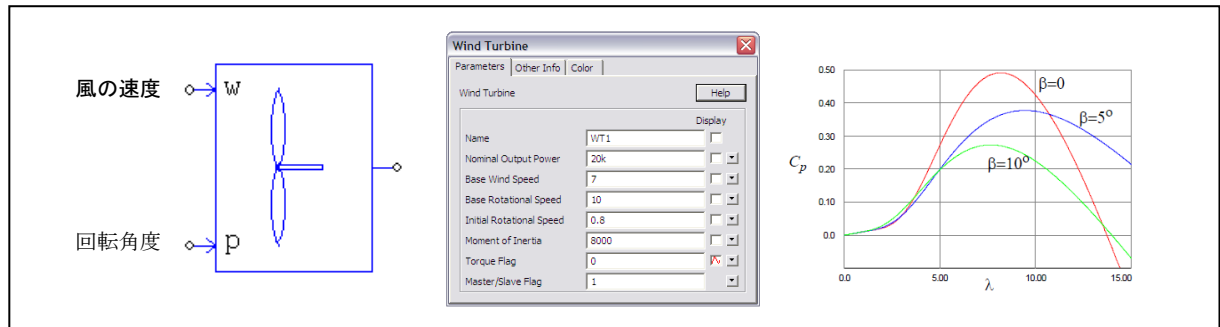 風の速度
w
回転角度
p
Wind Turbine
Parameters Other Info Color
Wind Turbine Help
Display
Name WT1
Nominal Output Power 20k
Base Wind Speed 7
Base Rotational Speed 10
Initial Rotational Speed 0.8
Moment of Inertia 8000
Torque Flag 0
Master/Slave Flag 1
0.50
0.40
0.30
0.20
0.10
0.0
Cp
β=0
β=5°
β=10°
0.0 5.00 10.00 15.00
λ